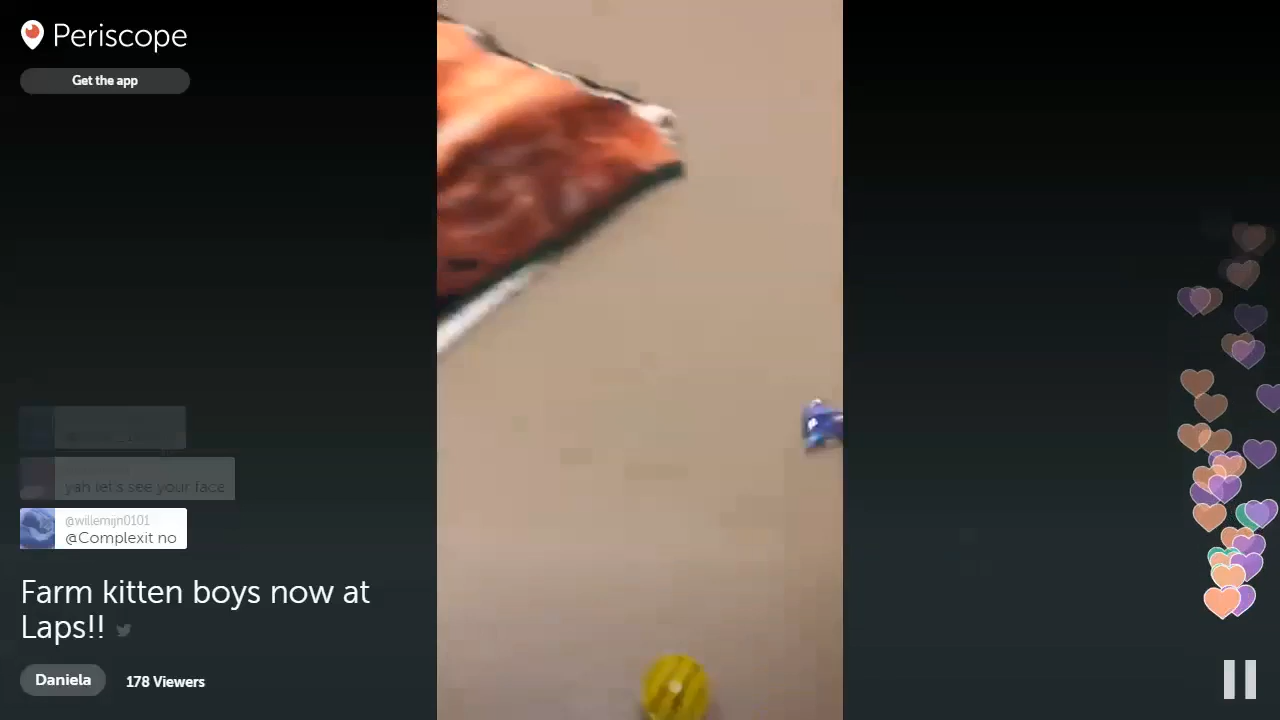 Periscope
Get the app
yah let's see your face
@willemijn0101
@Complexit no
Farm kitten boys now at
Laps!!
Daniela
178 Viewers